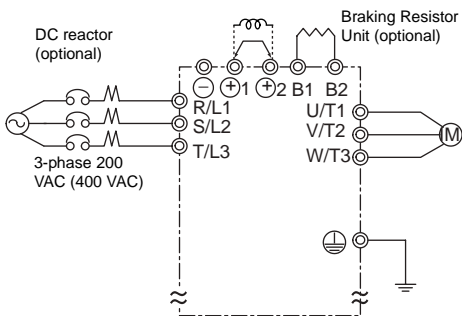 DC reactor
(optional)
Braking Resistor
Unit (optional)
− +1 +2 B1 B2
R/L1
S/L2
T/L3
U/T1
V/T2
W/T3
M
3-phase 200
VAC (400 VAC)